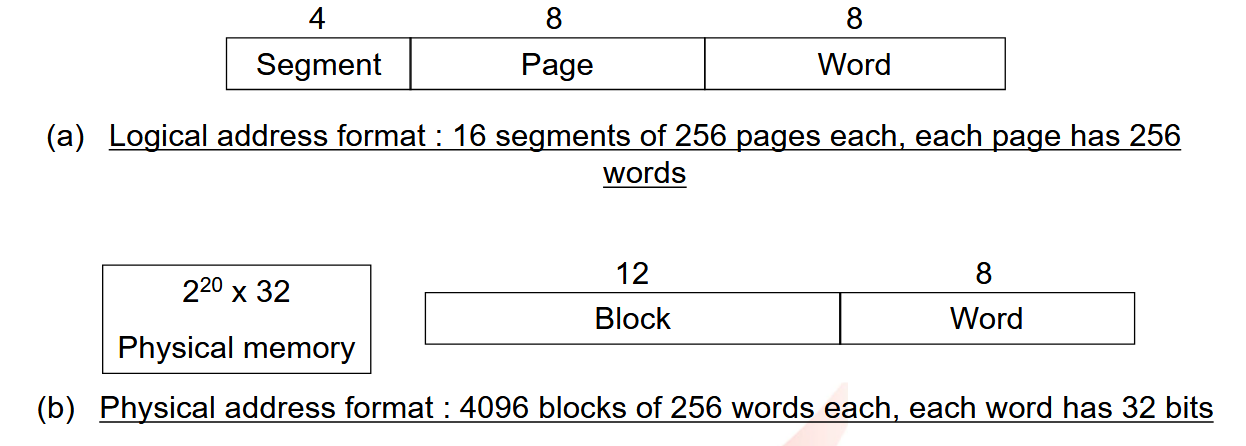 4 8 8
Segment Page Word
(a) Logical address format : 16 segments of 256 pages each, each page has 256
words
12 8
2²⁰ x 32
Block Word
Physical memory
(b) Physical address format : 4096 blocks of 256 words each, each word has 32 bits